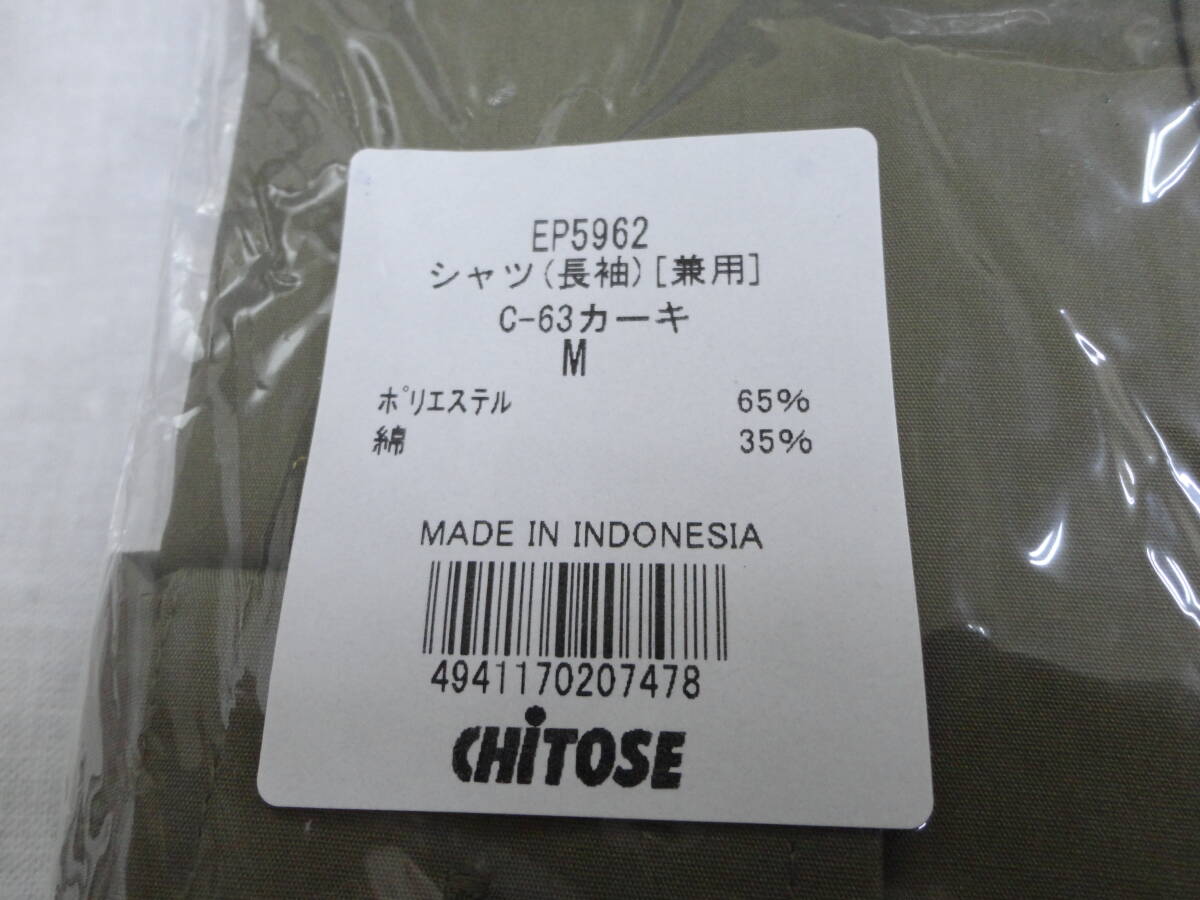 EP5962
シャツ(長袖)[兼用]
C-63カーキ
M
ポリエステル 65%
綿 35%
MADE IN INDONESIA
4941170207478
CHiTOSE